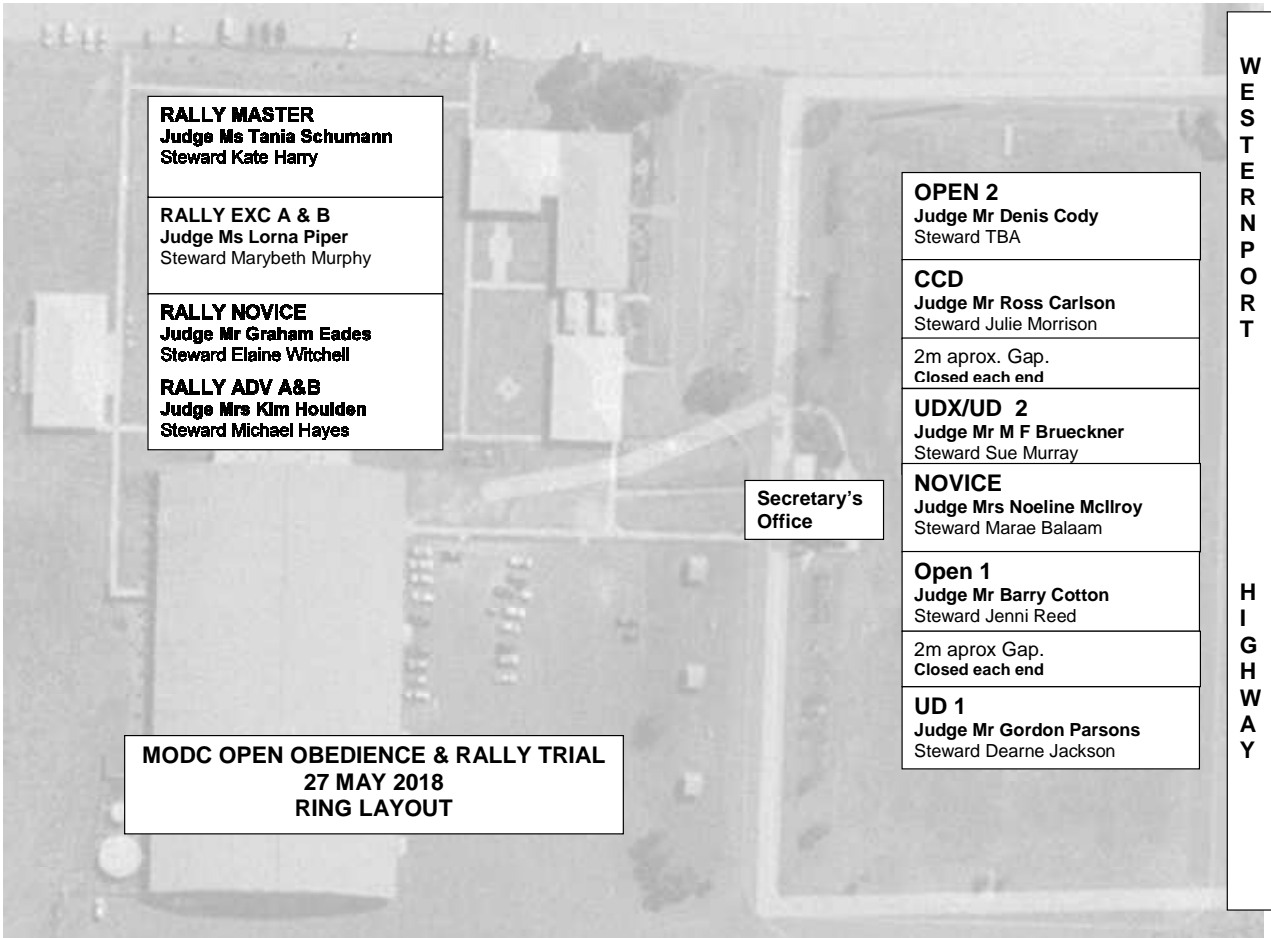 RALLY MASTER
Judge Ms Tania Schumann
Steward Kate Harry
RALLY EXC A & B
Judge Ms Lorna Piper
Steward Marybeth Murphy
RALLY NOVICE
Judge Mr Graham Eades
Steward Elaine Witchell
RALLY ADV A&B
Judge Mrs Kim Houlden
Steward Michael Hayes
MODC OPEN OBEDIENCE & RALLY TRIAL
27 MAY 2018
RING LAYOUT
Secretary’s
Office
OPEN 2
Judge Mr Denis Cody
Steward TBA
CCD
Judge Mr Ross Carlson
Steward Julie Morrison
2m aprox. Gap.
Closed each end
UDX/UD 2
Judge Mr M F Brueckner
Steward Sue Murray
NOVICE
Judge Mrs Noeline McIlroy
Steward Marae Balaam
Open 1
Judge Mr Barry Cotton
Steward Jenni Reed
2m aprox Gap.
Closed each end
UD 1
Judge Mr Gordon Parsons
Steward Dearne Jackson
WESTERNPORT
HIGHWAY